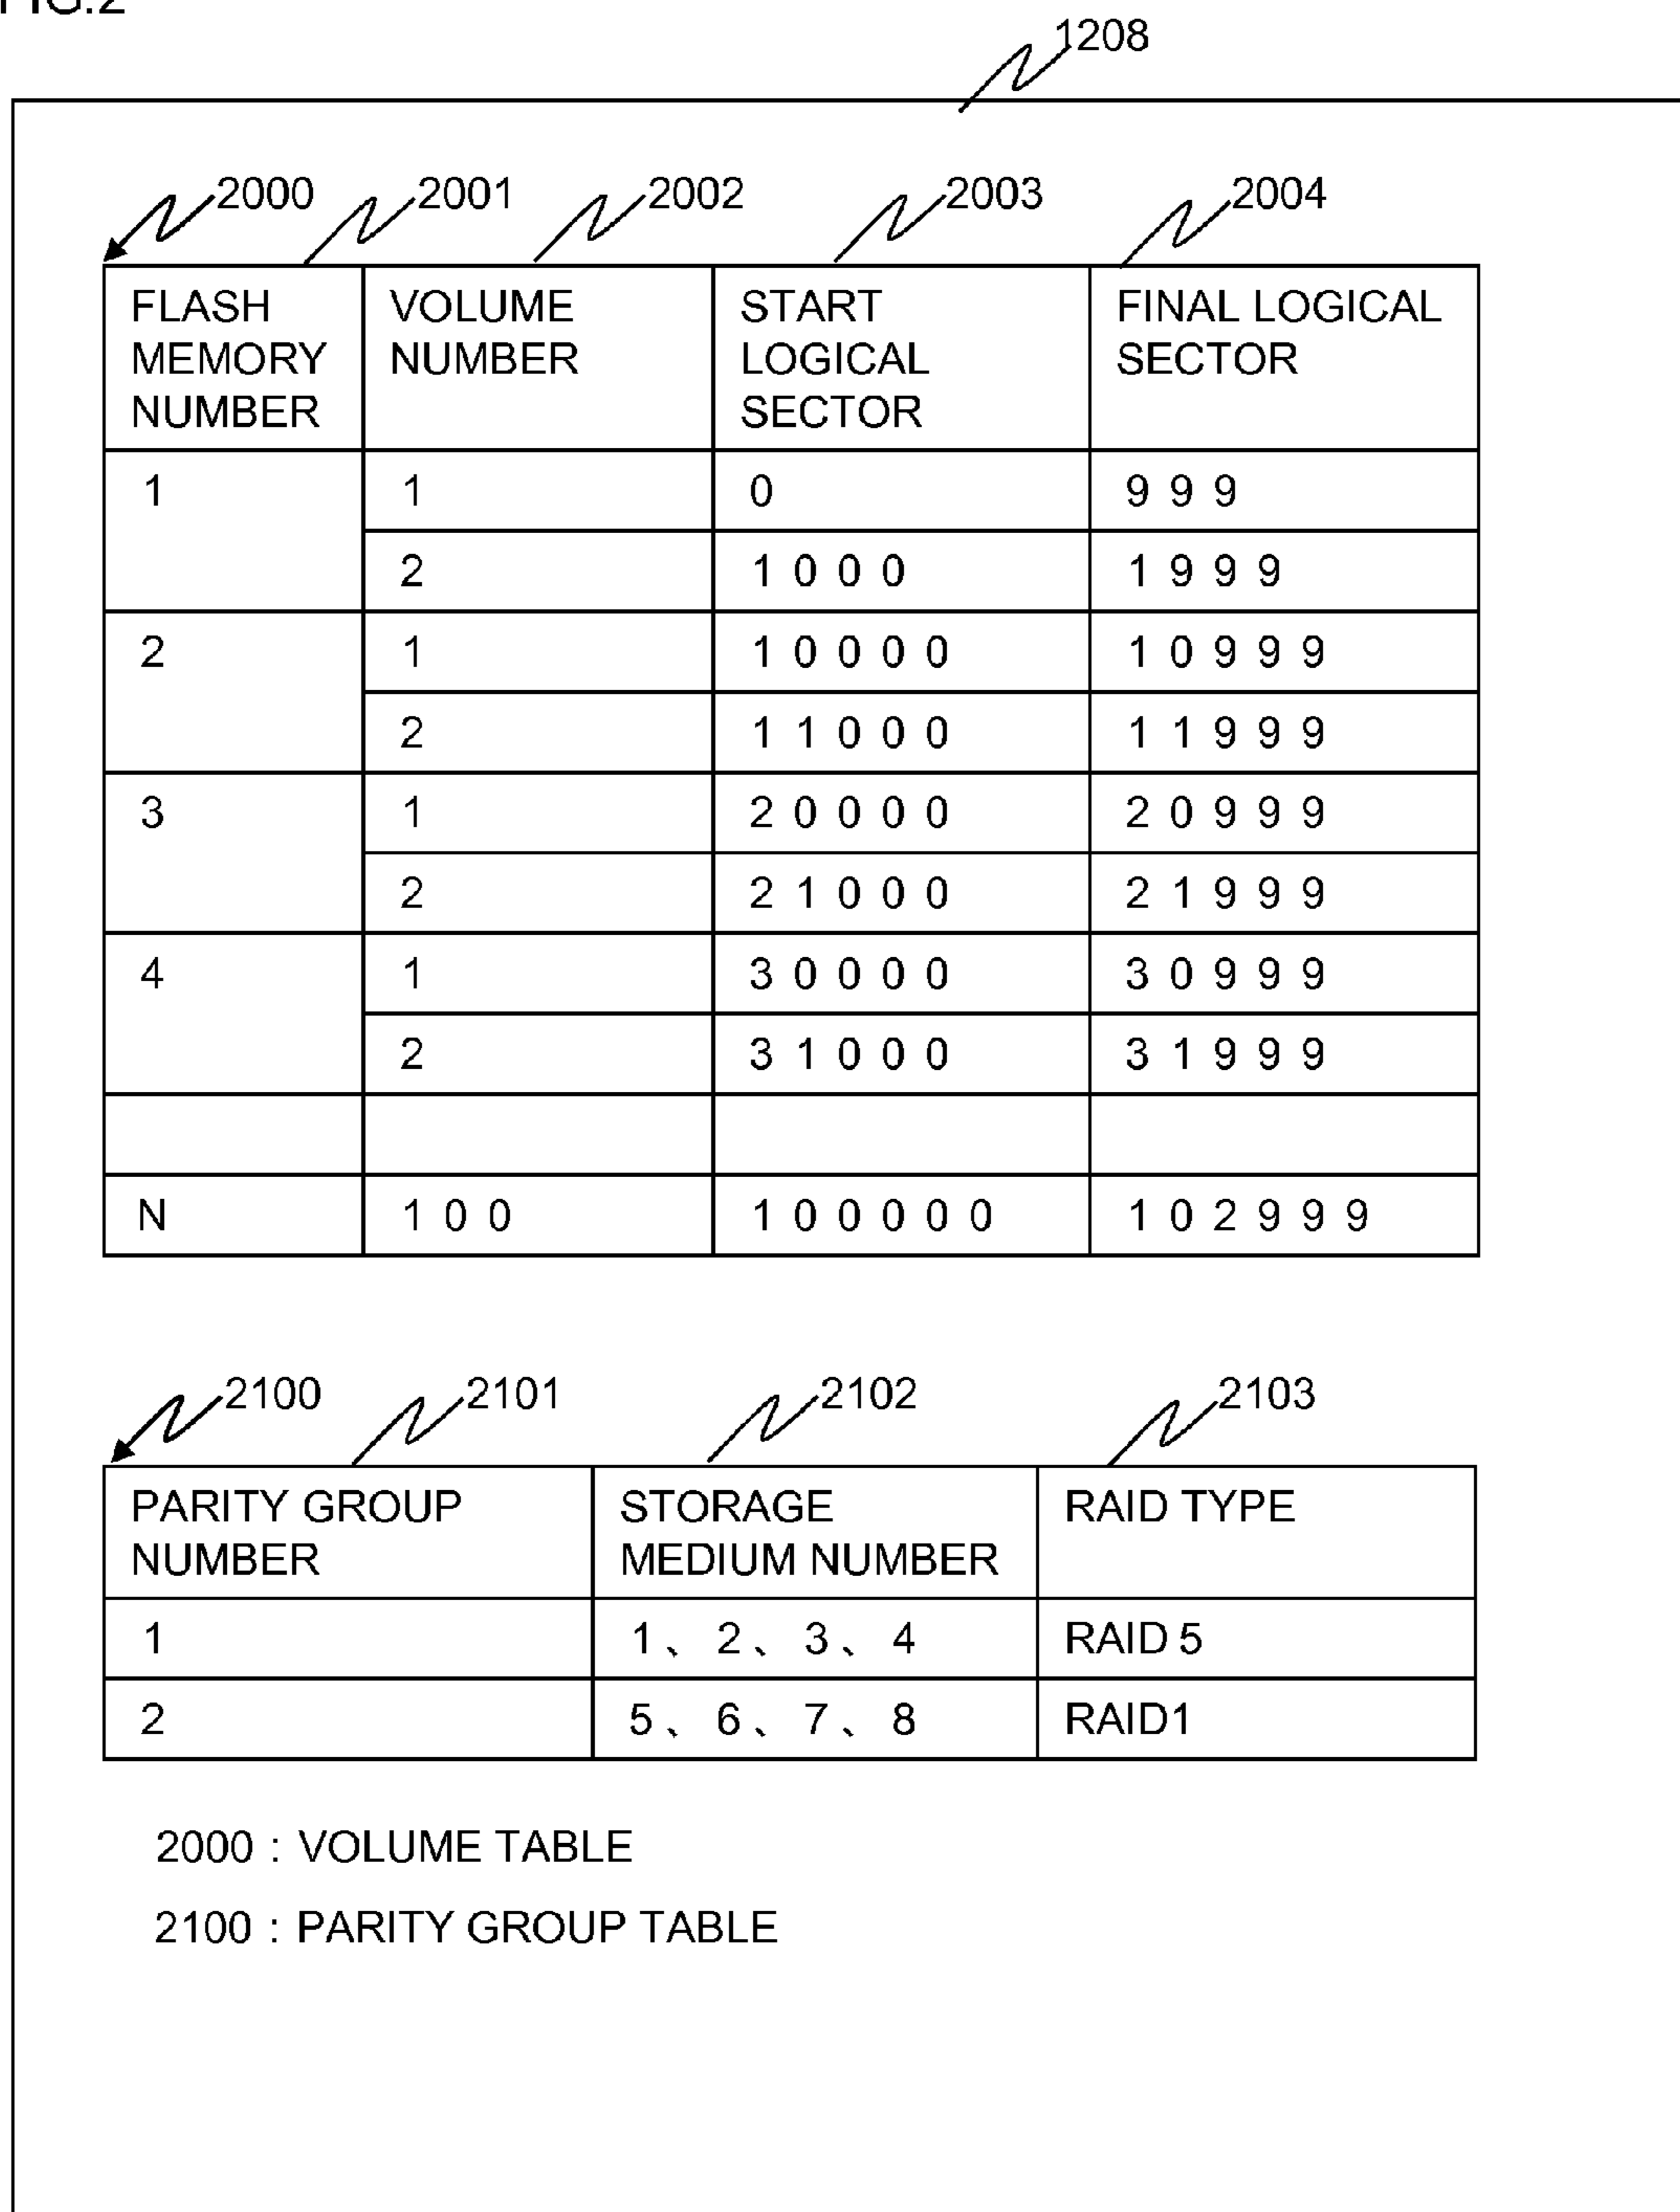 FIG.2
1208
2000 2001 2002 2003 2004
FLASH MEMORY NUMBER VOLUME NUMBER START LOGICAL SECTOR FINAL LOGICAL SECTOR
1 1 0 999
2 1000 1999
2 1 10000 10999
2 11000 11999
3 1 20000 20999
2 21000 21999
4 1 30000 30999
2 31000 31999
N 100 100000 102999
2100 2101 2102 2103
PARITY GROUP NUMBER STORAGE MEDIUM NUMBER RAID TYPE
1 1、2、3、4 RAID 5
2 5、6、7、8 RAID1
2000 : VOLUME TABLE
2100 : PARITY GROUP TABLE